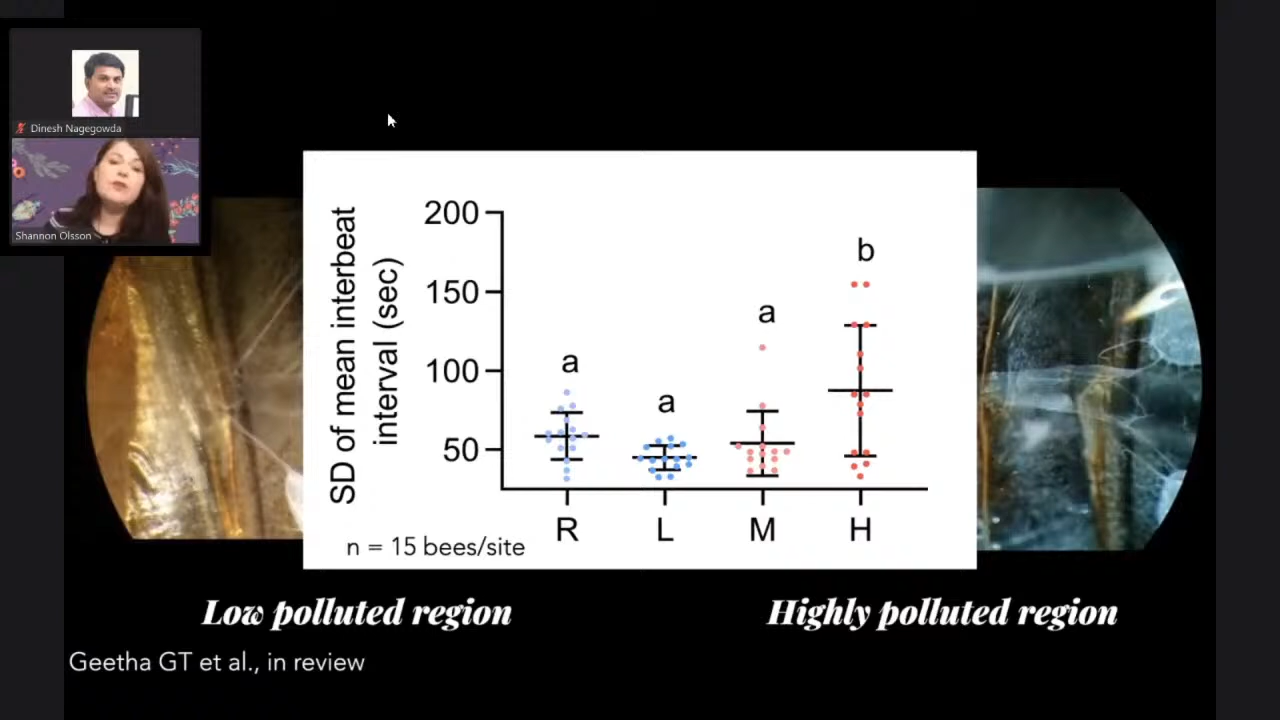 Dinesh Nagegowda
Shannon Olsson
SD of mean interbeat
interval (sec)
200
150
100
50
a
a
a
b
R
L
M
H
n = 15 bees/site
Low polluted region
Highly polluted region
Geetha GT et al., in review